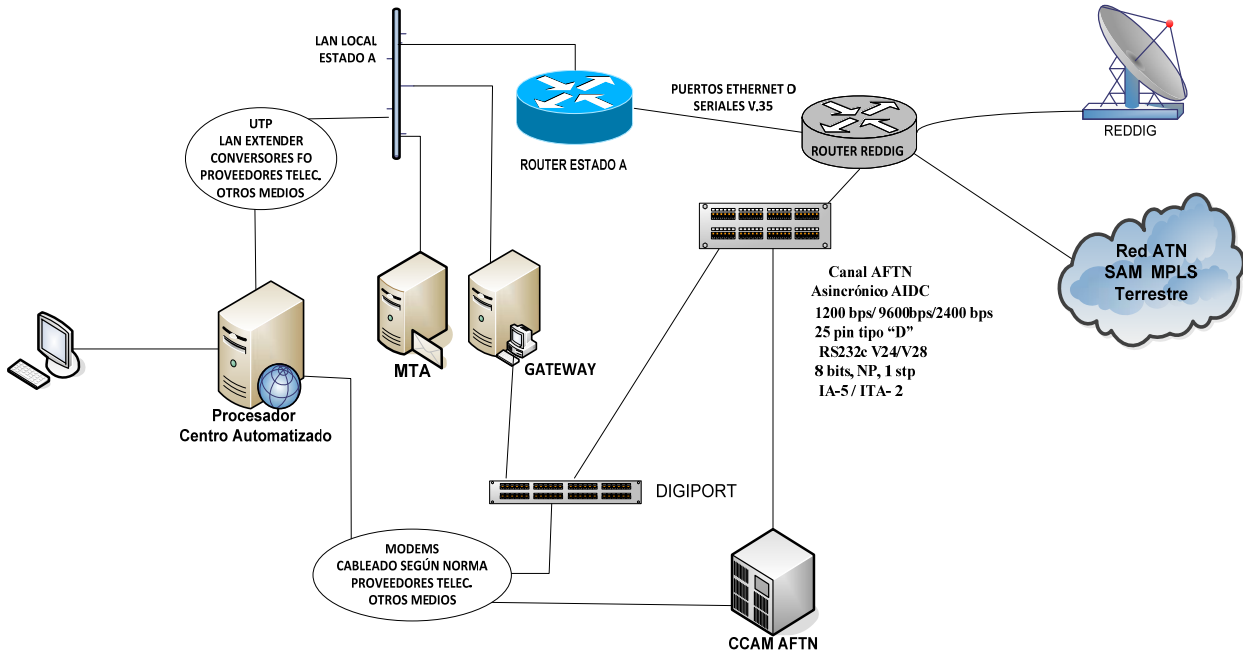 LAN LOCAL
ESTADO A
UTP
LAN EXTENDER
CONVERSORES FO
PROVEEDORES TELEC.
OTROS MEDIOS
ROUTER ESTADO A
PUERTOS ETHERNET O
SERIALES V.35
ROUTER REDDIG
REDDIG
Red ATN
SAM MPLS
Terrestre
Canal AFTN
Asincrónico AIDC
1200 bps/ 9600bps/2400 bps
25 pin tipo “D”
RS232c V24/V28
8 bits, NP, 1 stp
IA-5 / ITA- 2
MTA
GATEWAY
Procesador
Centro Automatizado
DIGIPORT
MODEMS
CABLEADO SEGÚN NORMA
PROVEEDORES TELEC.
OTROS MEDIOS
CCAM AFTN